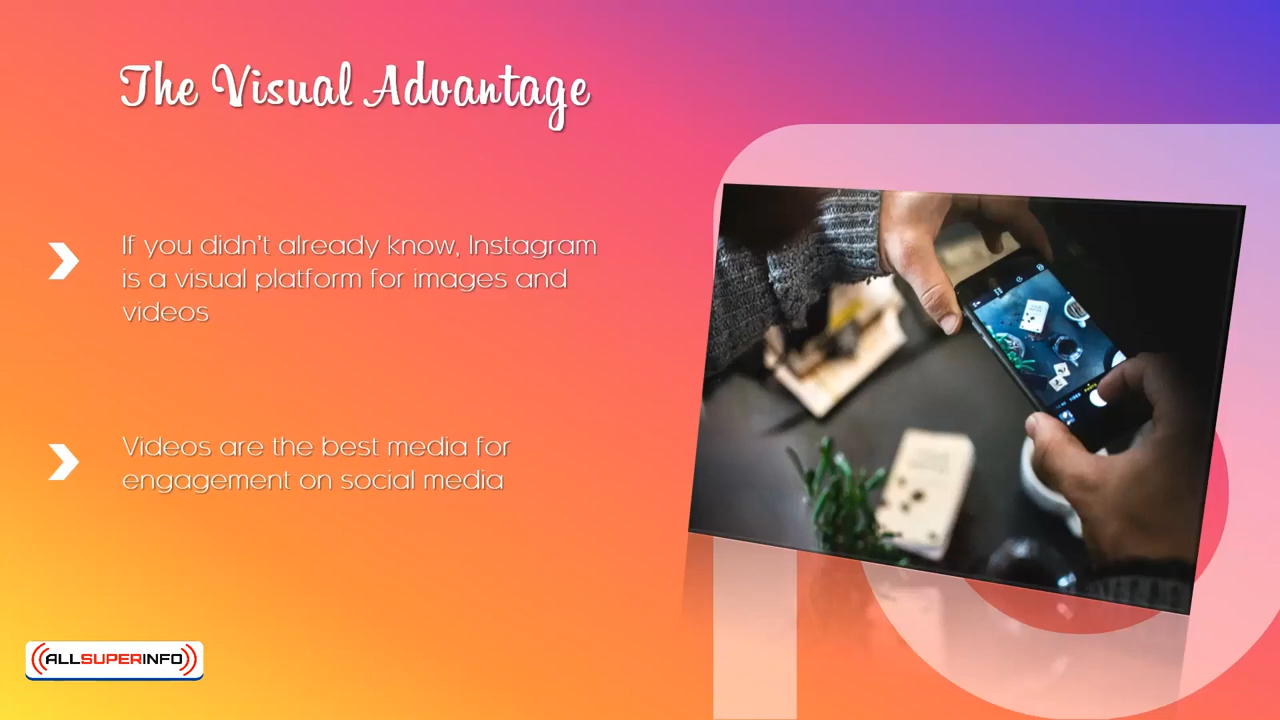 The Visual Advantage
If you didn't already know, Instagram
is a visual platform for images and
videos
Videos are the best media for
engagement on social media
ALLSUPERINFO